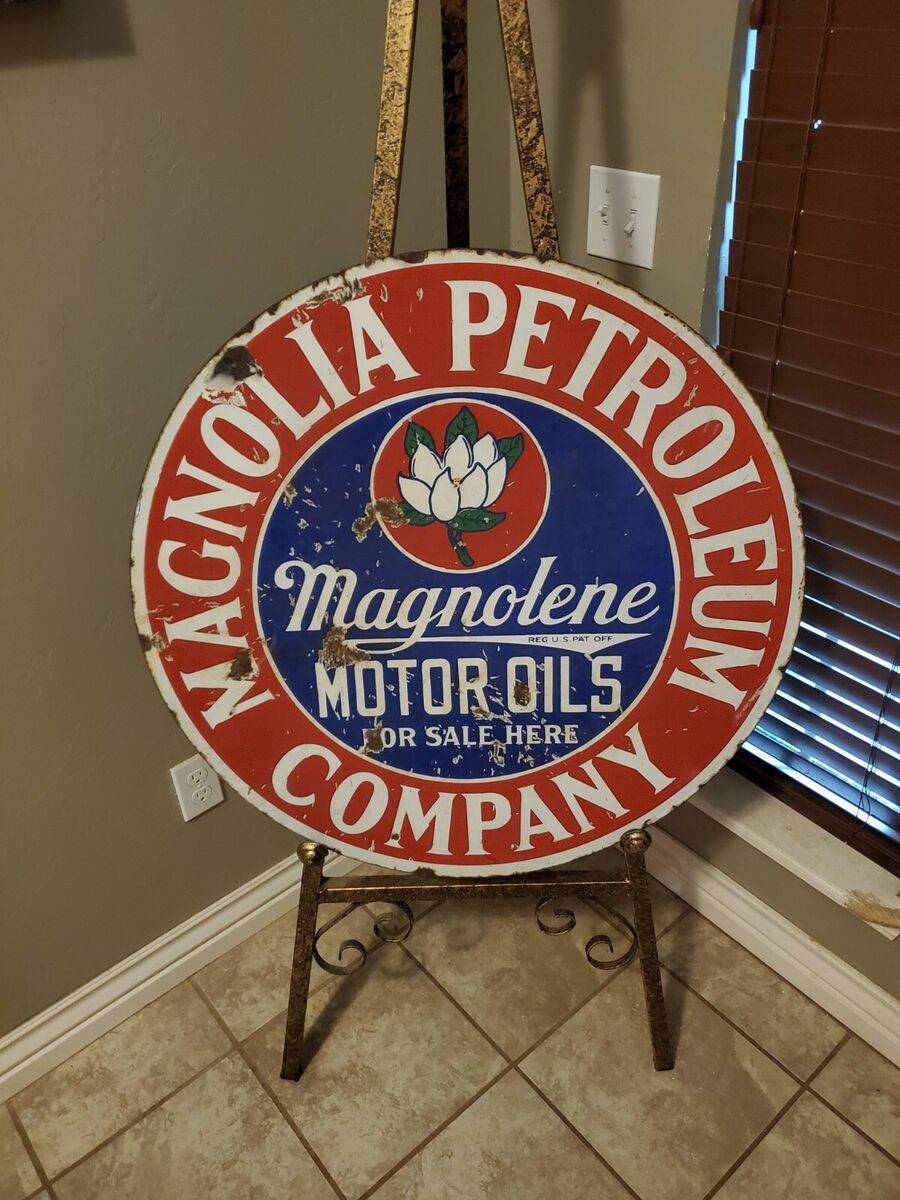 MAGNOLIA PETROLEUM
Magnolene
REG U.S. PAT OFF
MOTOR OILS
FOR SALE HERE
COMPANY